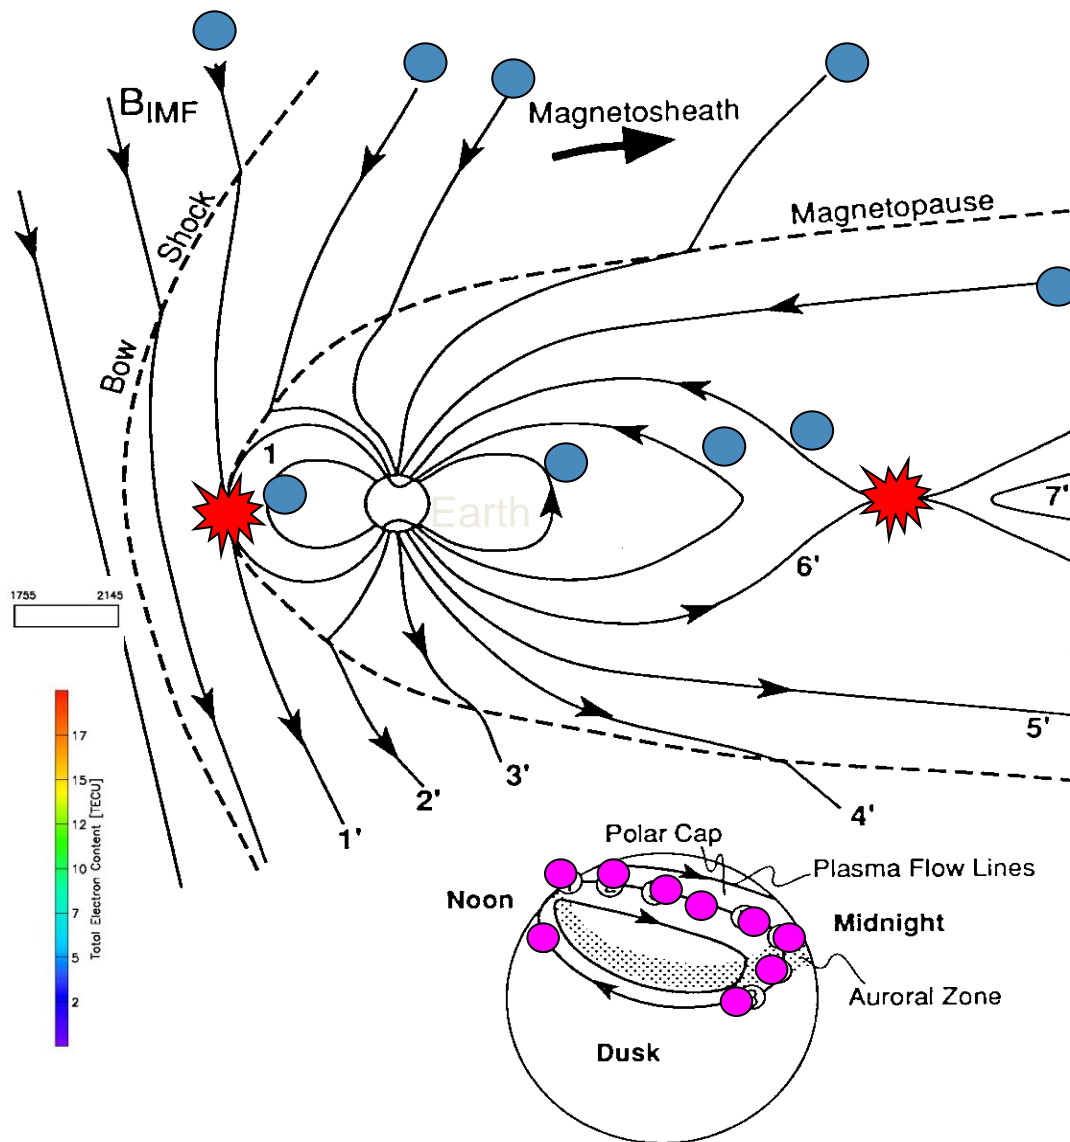 B_IMF
Magnetosheath
Shock
Magnetopause
Bow
1
Earth
7'
6'
5'
4'
3'
2'
1'
1755 2145
17
15
12
10
7
5
2
Total Electron Content [TECU]
Polar Cap
Plasma Flow Lines
Noon
Midnight
Auroral Zone
Dusk